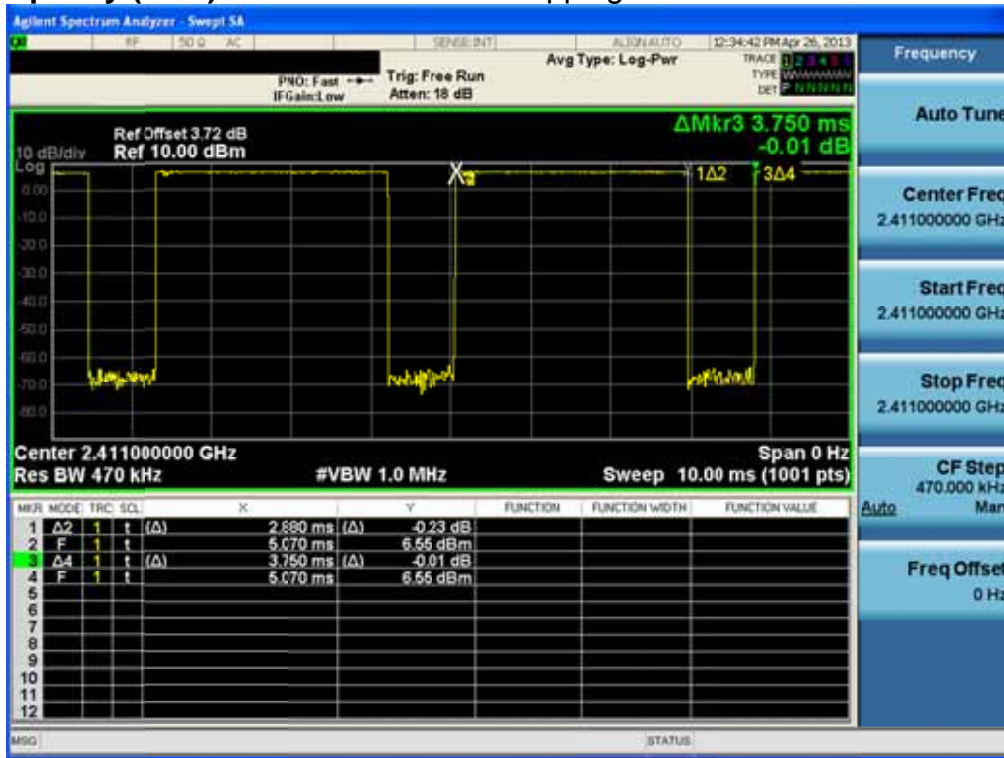 pping
Agilent Spectrum Analyzer - Swept SA
RF 50 Ω AC SENSE:INT ALIGN AUTO 12:34:42 PM Apr 26, 2013
Avg Type: Log-Pwr
PNO: Fast Trig: Free Run
IFGain:Low Atten: 18 dB
TRACE 1 2 3 4 5 6
TYPE
DET P N N N N N
ΔMkr3 3.750 ms
-0.01 dB
Ref Offset 3.72 dB
10 dB/div Ref 10.00 dBm
Log
1Δ2 3Δ4
0.00
-10.0
-20.0
-30.0
-40.0
-50.0
-60.0
-70.0
-80.0
Center 2.411000000 GHz Span 0 Hz
Res BW 470 kHz #VBW 1.0 MHz Sweep 10.00 ms (1001 pts)
MKR MODE TRC SCL X Y FUNCTION FUNCTION WIDTH FUNCTION VALUE
1 Δ2 1 t (Δ) 2.880 ms (Δ) -0.23 dB
2 F 1 t 5.070 ms 6.55 dBm
3 Δ4 1 t (Δ) 3.750 ms (Δ) -0.01 dB
4 F 1 t 5.070 ms 6.55 dBm
5
6
7
8
9
10
11
12
MSG STATUS
Frequency
Auto Tune
Center Freq
2.411000000 GHz
Start Freq
2.411000000 GHz
Stop Freq
2.411000000 GHz
CF Step
470.000 kHz
Auto Man
Freq Offset
0 Hz